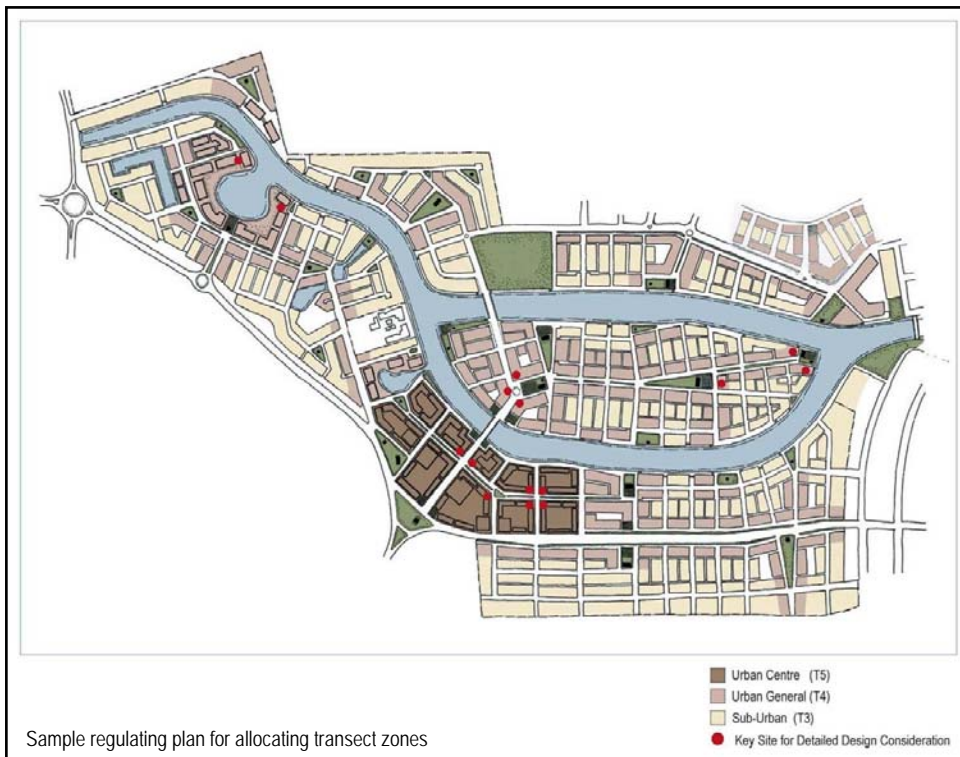 Urban Centre (T5)
Urban General (T4)
Sub-Urban (T3)
Key Site for Detailed Design Consideration
Sample regulating plan for allocating transect zones